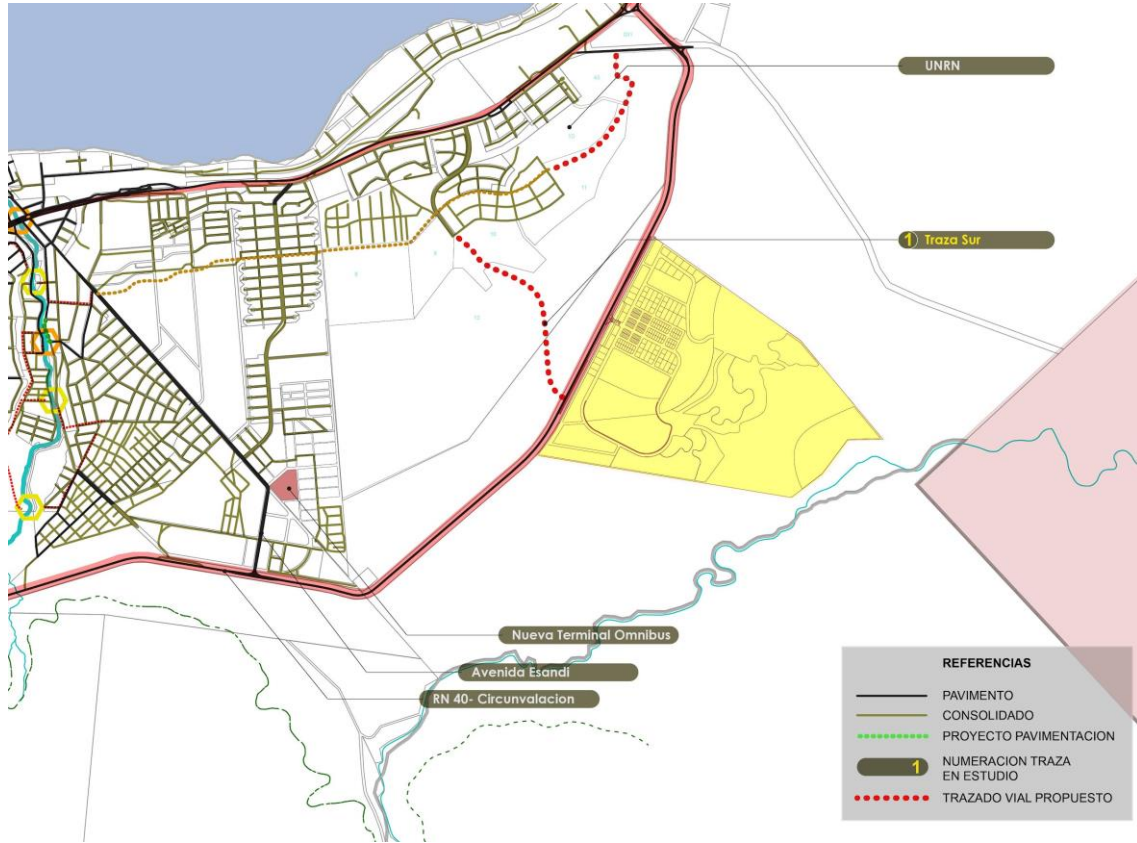 UNRN
1 Traza Sur
Nueva Terminal Omnibus
Avenida Esandi
RN 40- Circunvalacion
REFERENCIAS
PAVIMENTO
CONSOLIDADO
PROYECTO PAVIMENTACION
1 NUMERACION TRAZA
EN ESTUDIO
TRAZADO VIAL PROPUESTO